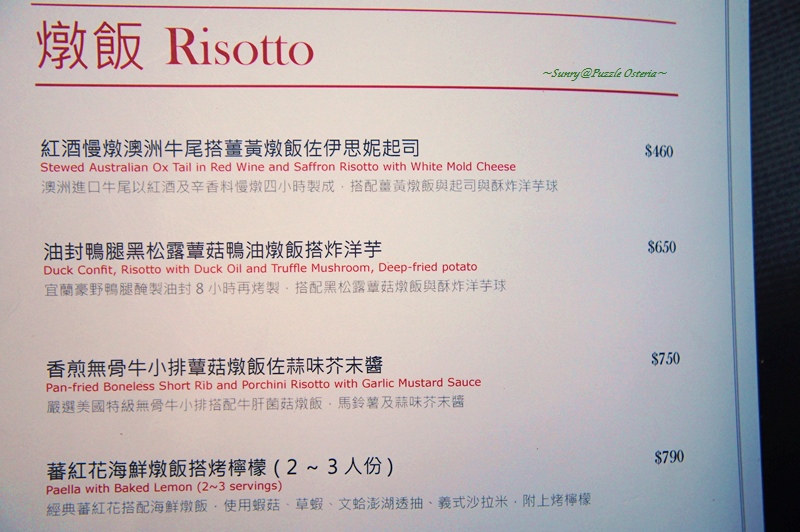 燉飯 Risotto
~Sunry@Puzzle Osteria~
紅酒慢燉澳洲牛尾搭薑黃燉飯佐伊思妮起司 $460
Stewed Australian Ox Tail in Red Wine and Saffron Risotto with White Mold Cheese
澳洲進口牛尾以紅酒及辛香料慢燉四小時製成，搭配薑黃燉飯與起司與酥炸洋芋球
油封鴨腿黑松露蕈菇鴨油燉飯搭炸洋芋 $650
Duck Confit, Risotto with Duck Oil and Truffle Mushroom, Deep-fried potato
宜蘭豪野鴨腿醃製油封 8 小時再烤製，搭配黑松露蕈菇燉飯與酥炸洋芋球
香煎無骨牛小排蕈菇燉飯佐蒜味芥末醬 $750
Pan-fried Boneless Short Rib and Porchini Risotto with Garlic Mustard Sauce
嚴選美國特級無骨牛小排搭配牛肝菌菇燉飯，馬鈴薯及蒜味芥末醬
蕃紅花海鮮燉飯搭烤檸檬 ( 2 ~ 3 人份 ) $790
Paella with Baked Lemon (2~3 servings)
經典蕃紅花搭配海鮮燉飯，使用蝦菇、草蝦、文蛤澎湖透抽、義式沙拉米，附上烤檸檬